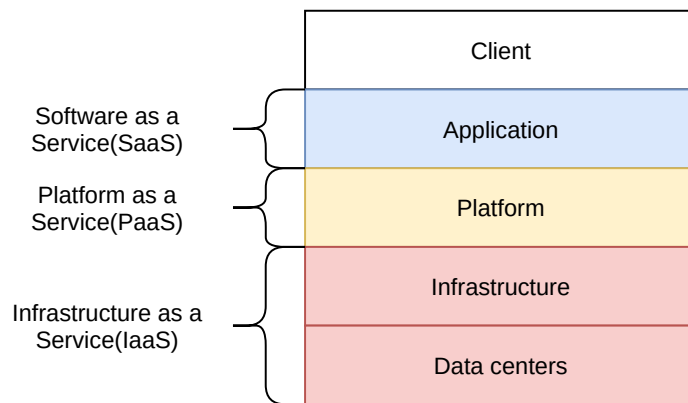 Client
Software as a
Service(SaaS)
Application
Platform as a
Service(PaaS)
Platform
Infrastructure as a
Service(IaaS)
Infrastructure
Data centers